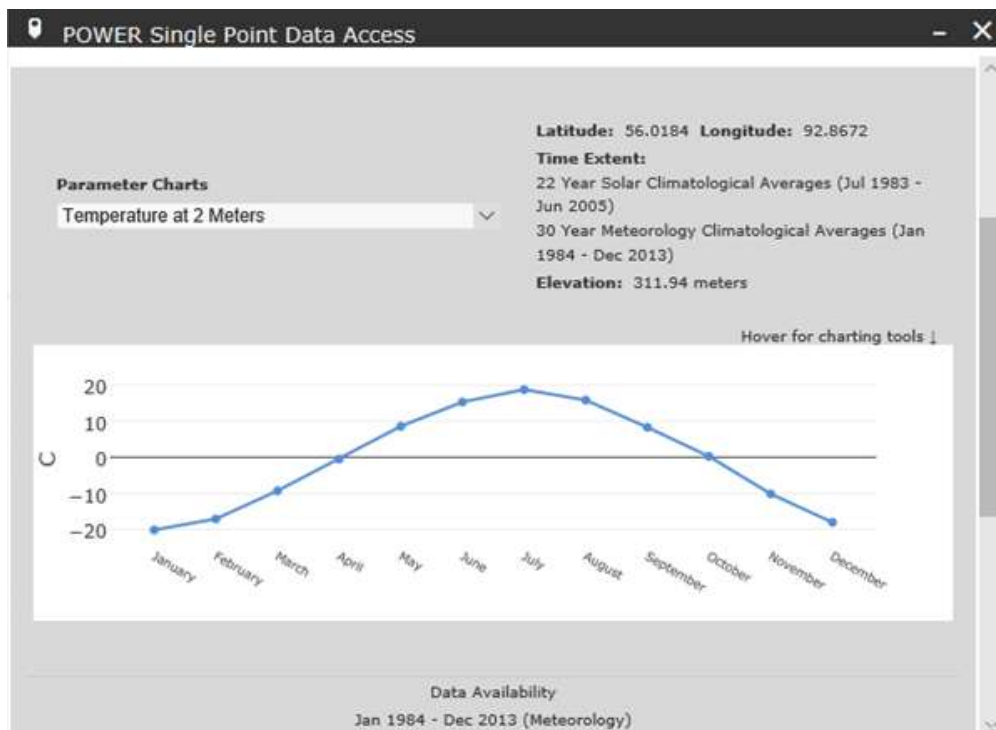 POWER Single Point Data Access
Latitude: 56.0184 Longitude: 92.8672
Time Extent:
22 Year Solar Climatological Averages (Jul 1983 -
Jun 2005)
30 Year Meteorology Climatological Averages (Jan
1984 - Dec 2013)
Elevation: 311.94 meters
Parameter Charts
Temperature at 2 Meters
Hover for charting tools ↓
20
10
0
−10
−20
C
January
February
March
April
May
June
July
August
September
October
November
December
Data Availability
Jan 1984 - Dec 2013 (Meteorology)